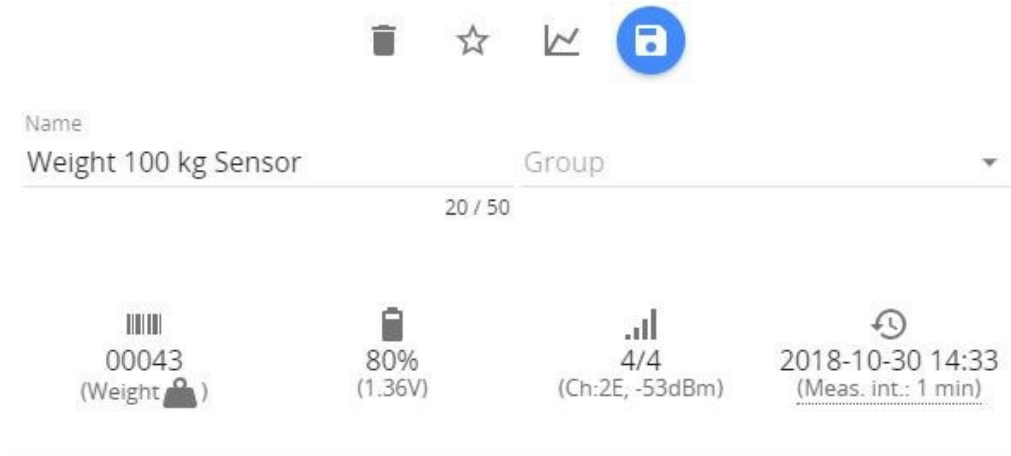 Name
Weight 100 kg Sensor
Group
20 / 50
00043
(Weight )
80%
(1.36V)
4/4
(Ch:2E, -53dBm)
2018-10-30 14:33
(Meas. int.: 1 min)